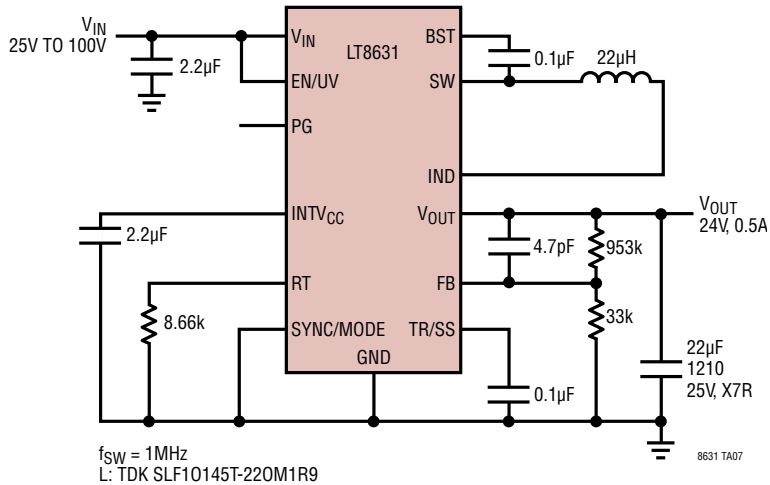 VIN
25V TO 100V
2.2µF
VIN
EN/UV
PG
INTVCC
2.2µF
RT
8.66k
SYNC/MODE
GND
LT8631
BST
0.1µF
22µH
SW
IND
VOUT
VOUT
24V, 0.5A
4.7pF
953k
FB
33k
TR/SS
0.1µF
22µF
1210
25V, X7R
fSW = 1MHz
L: TDK SLF10145T-220M1R9
8631 TA07